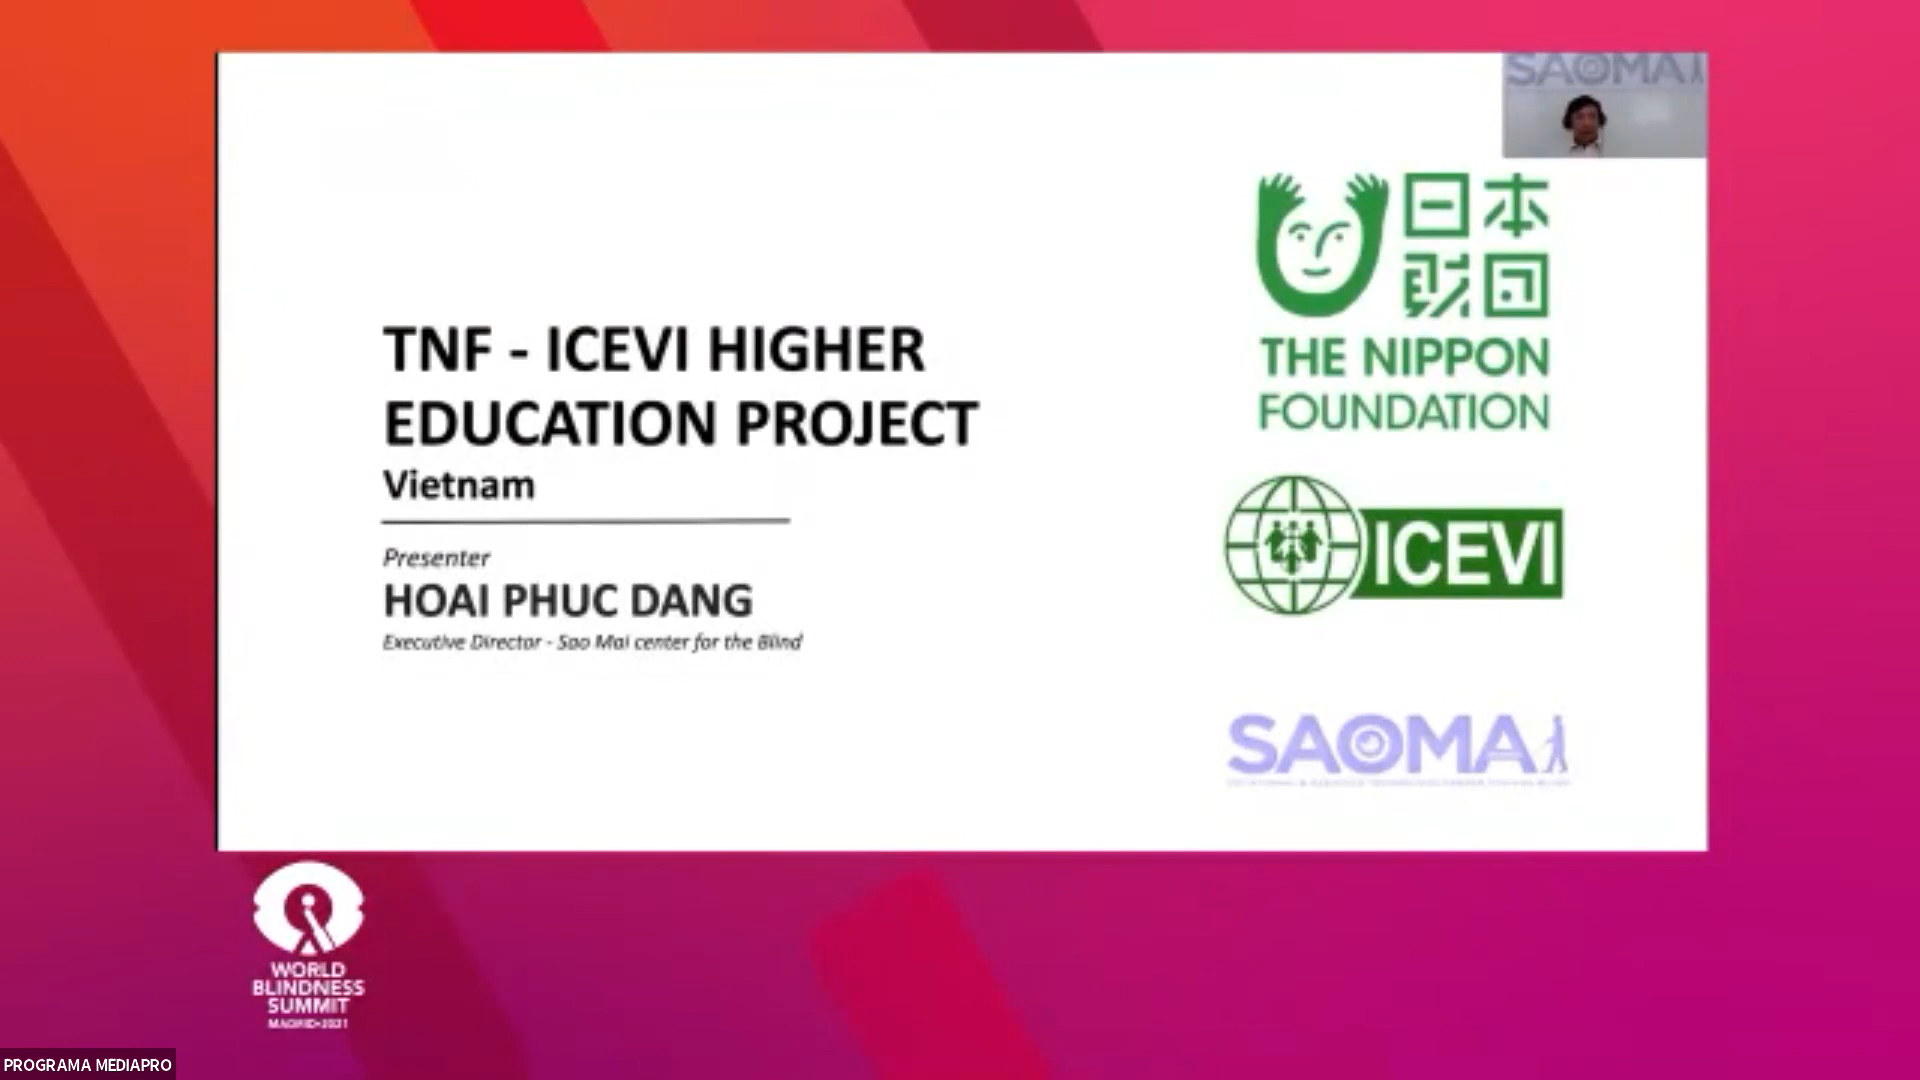 SAOMAI
日本
財団
THE NIPPON
FOUNDATION
TNF - ICEVI HIGHER
EDUCATION PROJECT
Vietnam
Presenter
HOAI PHUC DANG
Executive Director - Sao Mai center for the Blind
ICEVI
SAOMAI
WORLD
BLINDNESS
SUMMIT
MADRID•2021
PROGRAMA MEDIAPRO